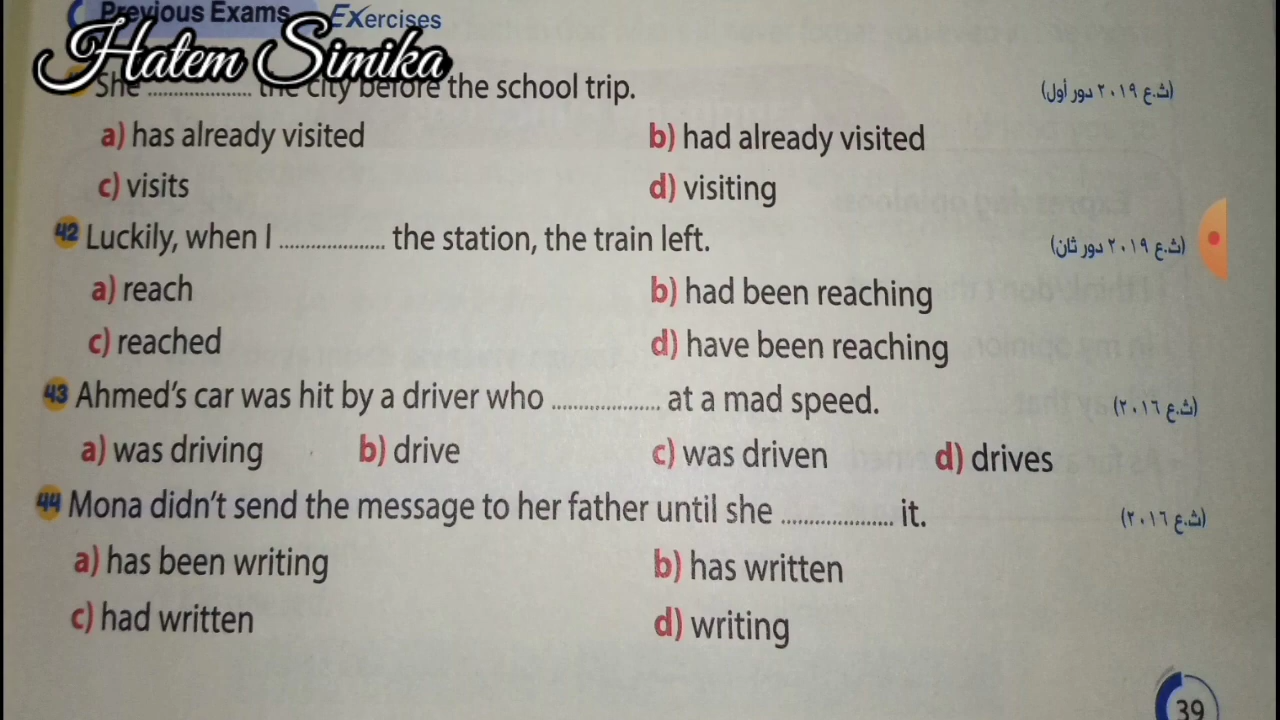 Previous Exams Exercises
Hatem Simika
She .................... the city before the school trip. (ث.ع ٢٠١٩ دور أول)
a) has already visited b) had already visited
c) visits d) visiting
42 Luckily, when I .................... the station, the train left. (ث.ع ٢٠١٩ دور ثان)
a) reach b) had been reaching
c) reached d) have been reaching
43 Ahmed's car was hit by a driver who .................... at a mad speed. (ث.ع ٢٠١٦)
a) was driving b) drive c) was driven d) drives
44 Mona didn't send the message to her father until she .................... it. (ث.ع ٢٠١٦)
a) has been writing b) has written
c) had written d) writing
39